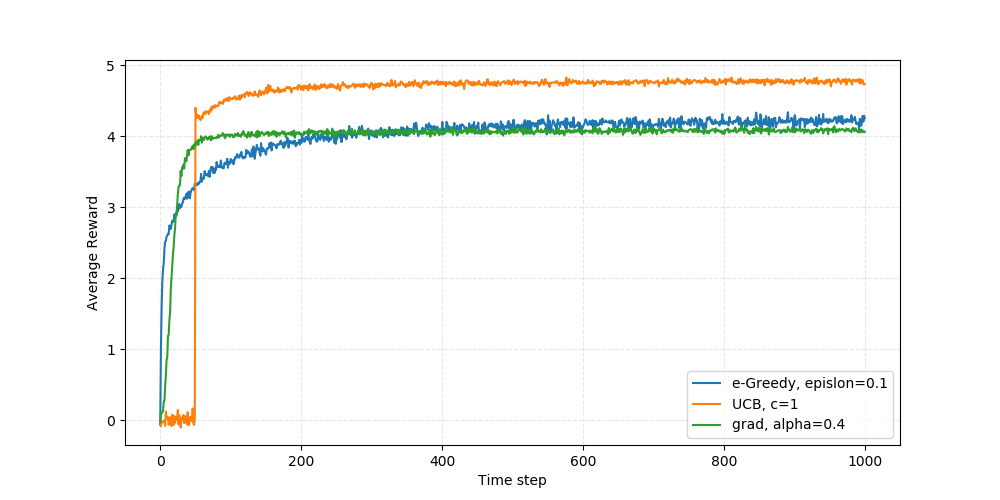 5
4
3
2
1
0
Average Reward
0
200
400
600
800
1000
Time step
e-Greedy, epislon=0.1
UCB, c=1
grad, alpha=0.4